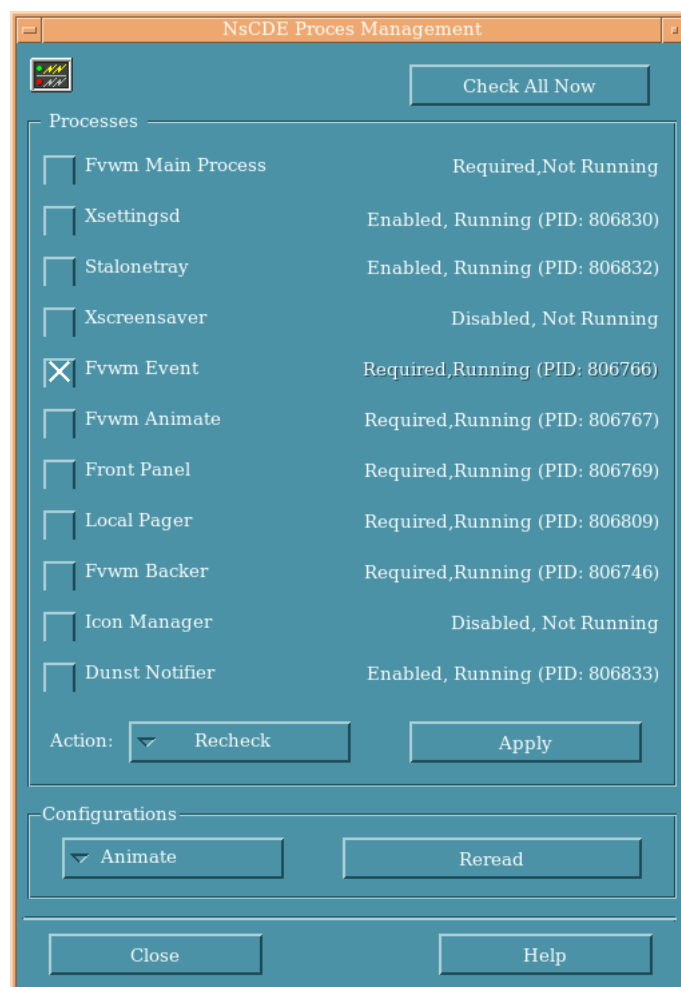 NsCDE Proces Management
Check All Now
Processes
Fvwm Main Process Required,Not Running
Xsettingsd Enabled, Running (PID: 806830)
Stalonetray Enabled, Running (PID: 806832)
Xscreensaver Disabled, Not Running
Fvwm Event Required,Running (PID: 806766)
Fvwm Animate Required,Running (PID: 806767)
Front Panel Required,Running (PID: 806769)
Local Pager Required,Running (PID: 806809)
Fvwm Backer Required,Running (PID: 806746)
Icon Manager Disabled, Not Running
Dunst Notifier Enabled, Running (PID: 806833)
Action: Recheck Apply
Configurations
Animate Reread
Close Help